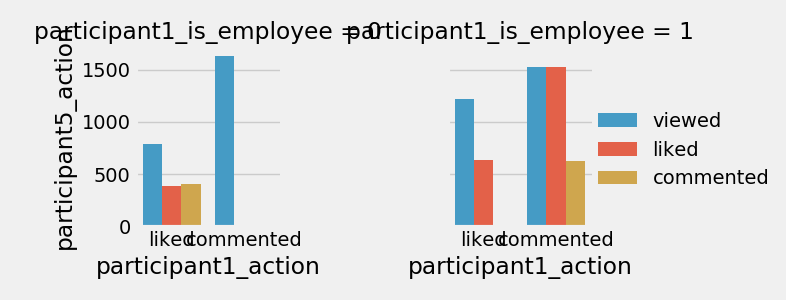 participant1_is_employee = 0
participant1_is_employee = 1
participant5_action
1500
1000
500
0
liked
commented
participant1_action
liked
commented
participant1_action
viewed
liked
commented